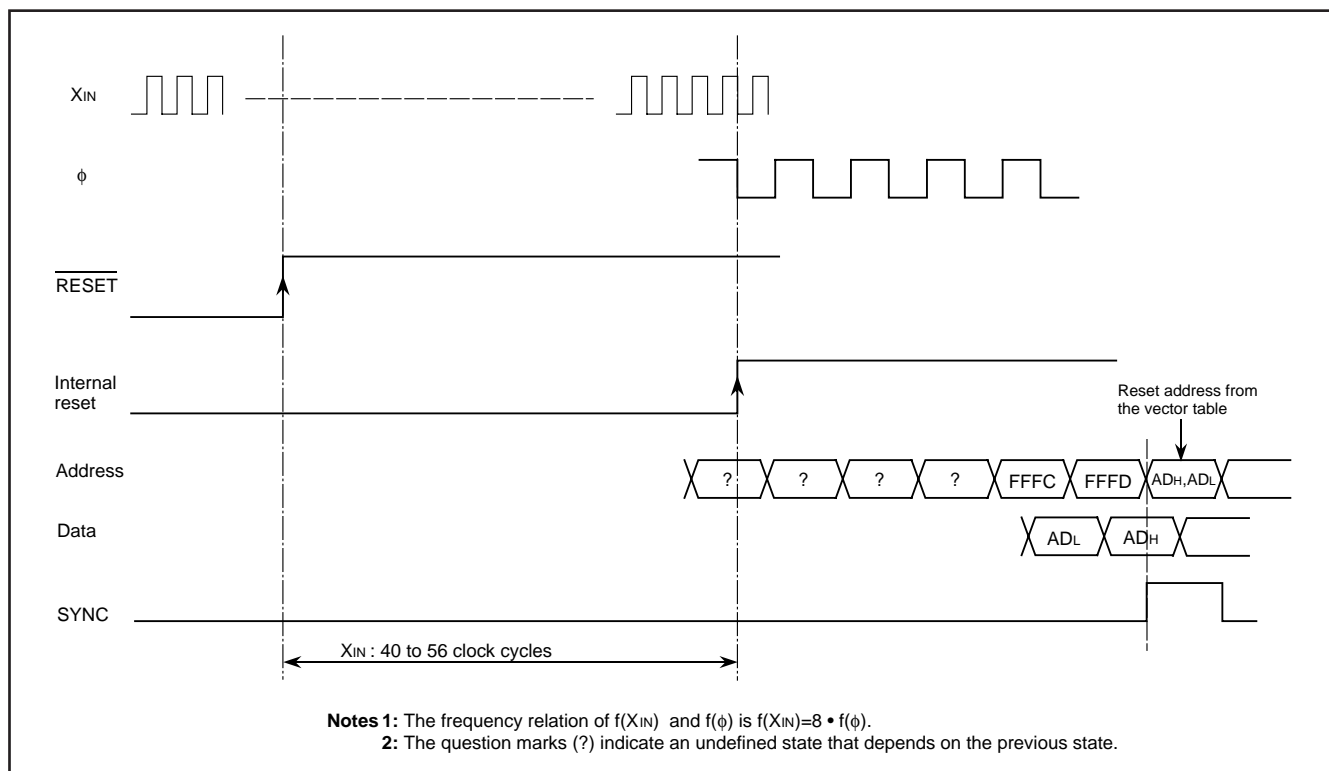 XIN
ϕ
RESET
Internal
reset
Reset address from
the vector table
Address
? ? ? ? FFFC FFFD ADH,ADL
Data
ADL ADH
SYNC
XIN : 40 to 56 clock cycles
Notes 1: The frequency relation of f(XIN) and f(ϕ) is f(XIN)=8 • f(ϕ).
2: The question marks (?) indicate an undefined state that depends on the previous state.